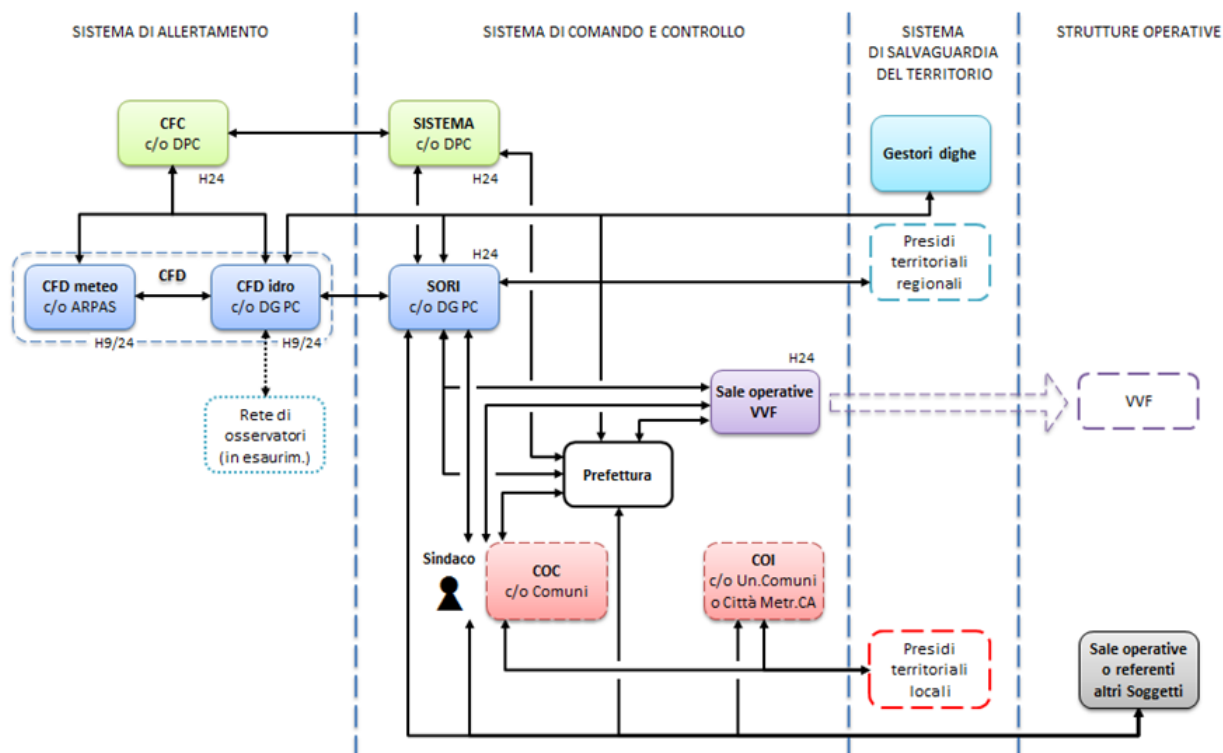 SISTEMA DI ALLERTAMENTO
SISTEMA DI COMANDO E CONTROLLO
SISTEMA
DI SALVAGUARDIA
DEL TERRITORIO
STRUTTURE OPERATIVE
CFC
c/o DPC
H24
SISTEMA
c/o DPC
H24
Gestori dighe
CFD
CFD meteo
c/o ARPAS
H9/24
CFD idro
c/o DG PC
H9/24
H24
SORI
c/o DG PC
Presidi
territoriali
regionali
Rete di
osservatori
(in esaurim.)
H24
Sale operative
VVF
VVF
Prefettura
Sindaco
COC
c/o Comuni
COI
c/o Un.Comuni
o Città Metr.CA
Presidi
territoriali
locali
Sale operative
o referenti
altri Soggetti